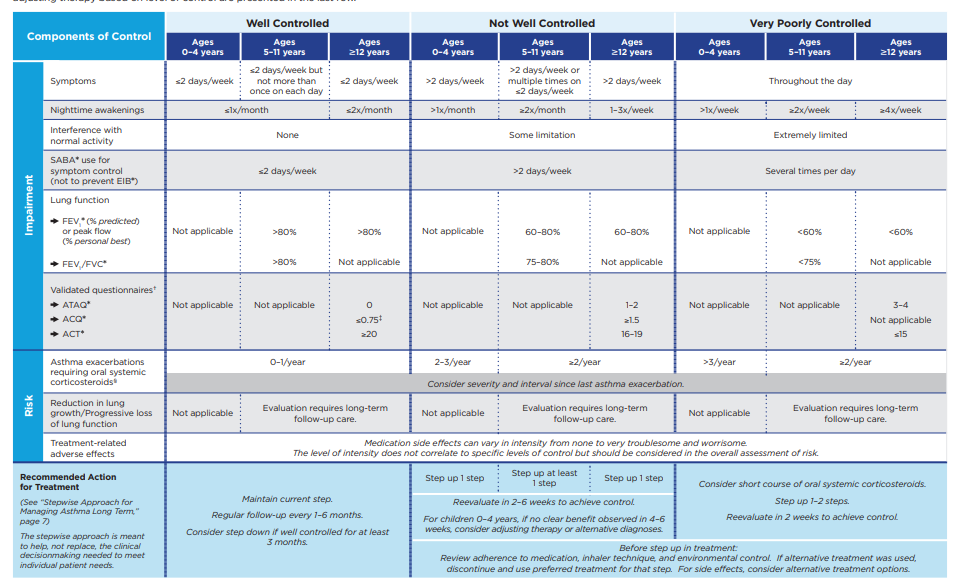 adjusting therapy based on level of control are presented in the last row.
Components of Control
Well Controlled
Not Well Controlled
Very Poorly Controlled
Ages 0–4 years
Ages 5–11 years
Ages ≥12 years
Ages 0–4 years
Ages 5–11 years
Ages ≥12 years
Ages 0–4 years
Ages 5–11 years
Ages ≥12 years
Impairment
Symptoms
≤2 days/week
≤2 days/week but
not more than
once on each day
≤2 days/week
>2 days/week
>2 days/week or
multiple times on
≤2 days/week
>2 days/week
Throughout the day
Nighttime awakenings
≤1x/month
≤2x/month
>1x/month
≥2x/month
1–3x/week
>1x/week
≥2x/week
≥4x/week
Interference with
normal activity
None
Some limitation
Extremely limited
SABA* use for
symptom control
(not to prevent EIB*)
≤2 days/week
>2 days/week
Several times per day
Lung function
➔ FEV₁* (% predicted)
or peak flow
(% personal best)
Not applicable
>80%
>80%
Not applicable
60–80%
60–80%
Not applicable
<60%
<60%
➔ FEV₁/FVC*
>80%
Not applicable
75–80%
Not applicable
<75%
Not applicable
Validated questionnaires†
➔ ATAQ*
Not applicable
Not applicable
0
Not applicable
Not applicable
1–2
Not applicable
Not applicable
3–4
➔ ACQ*
≤0.75‡
≥1.5
Not applicable
➔ ACT*
≥20
16–19
≤15
Risk
Asthma exacerbations
requiring oral systemic
corticosteroids§
0–1/year
2–3/year
≥2/year
>3/year
≥2/year
Consider severity and interval since last asthma exacerbation.
Reduction in lung
growth/Progressive loss
of lung function
Not applicable
Evaluation requires long-term
follow-up care.
Not applicable
Evaluation requires long-term
follow-up care.
Not applicable
Evaluation requires long-term
follow-up care.
Treatment-related
adverse effects
Medication side effects can vary in intensity from none to very troublesome and worrisome.
The level of intensity does not correlate to specific levels of control but should be considered in the overall assessment of risk.
Recommended Action
for Treatment
(See “Stepwise Approach for
Managing Asthma Long Term,”
page 7)
The stepwise approach is meant
to help, not replace, the clinical
decisionmaking needed to meet
individual patient needs.
Maintain current step.
Regular follow-up every 1–6 months.
Consider step down if well controlled for at least
3 months.
Step up 1 step
Step up at least
1 step
Step up 1 step
Reevaluate in 2–6 weeks to achieve control.
For children 0–4 years, if no clear benefit observed in 4–6
weeks, consider adjusting therapy or alternative diagnoses.
Consider short course of oral systemic corticosteroids.
Step up 1–2 steps.
Reevaluate in 2 weeks to achieve control.
Before step up in treatment:
Review adherence to medication, inhaler technique, and environmental control. If alternative treatment was used,
discontinue and use preferred treatment for that step. For side effects, consider alternative treatment options.